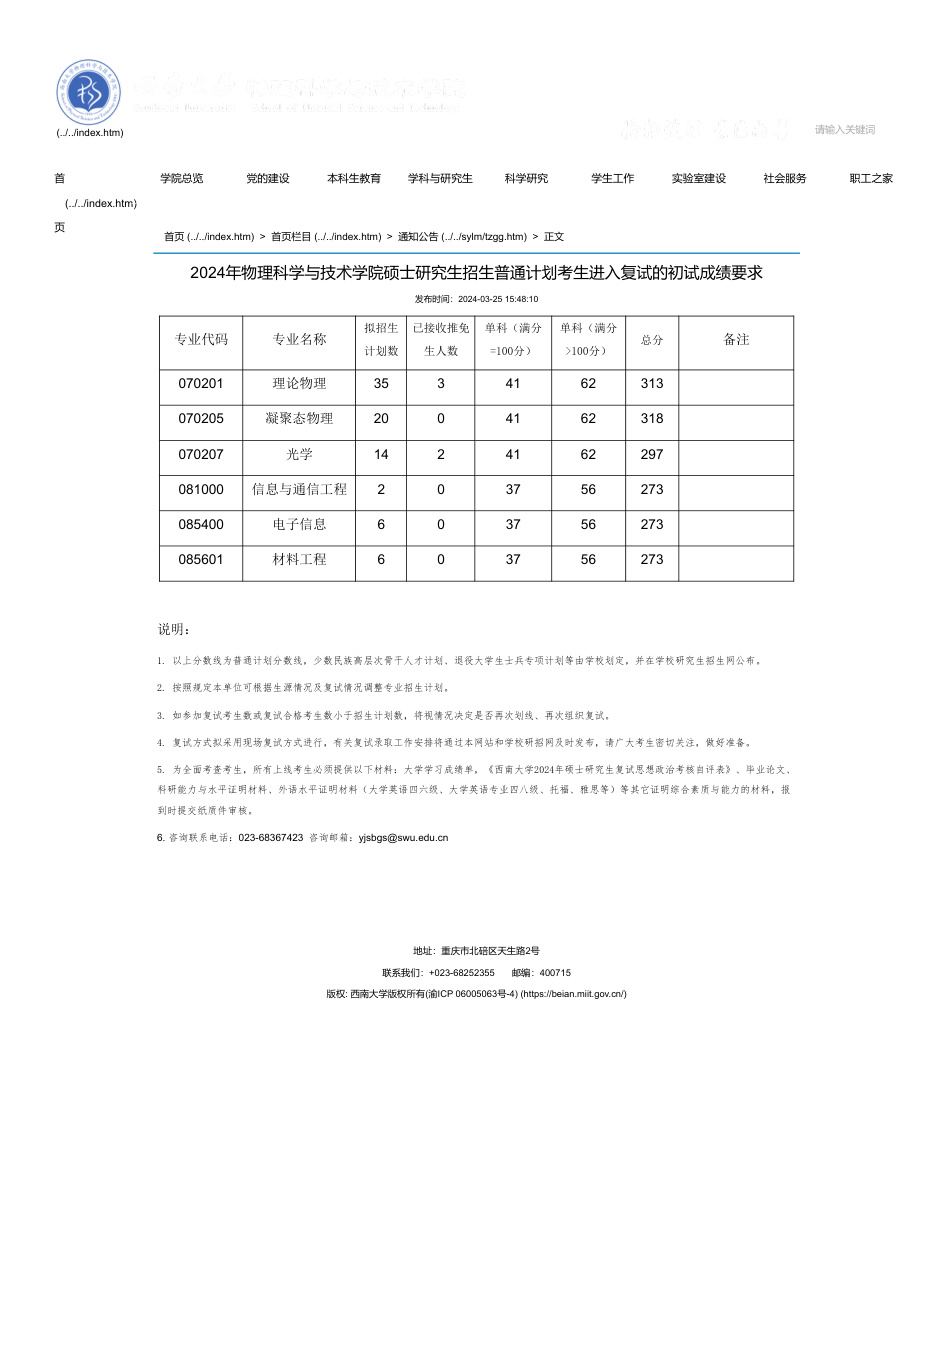 (../../index.htm)
请输入关键词
首 学院总览 党的建设 本科生教育 学科与研究生 科学研究 学生工作 实验室建设 社会服务 职工之家
(../../index.htm)
页
首页 (../../index.htm) > 首页栏目 (../../index.htm) > 通知公告 (../../sylm/tzgg.htm) > 正文
2024年物理科学与技术学院硕士研究生招生普通计划考生进入复试的初试成绩要求
发布时间：2024-03-25 15:48:10
专业代码 专业名称 拟招生计划数 已接收推免生人数 单科（满分=100分） 单科（满分>100分） 总分 备注
070201 理论物理 35 3 41 62 313
070205 凝聚态物理 20 0 41 62 318
070207 光学 14 2 41 62 297
081000 信息与通信工程 2 0 37 56 273
085400 电子信息 6 0 37 56 273
085601 材料工程 6 0 37 56 273
说明：
1. 以上分数线为普通计划分数线，少数民族高层次骨干人才计划、退役大学生士兵专项计划等由学校划定，并在学校研究生招生网公布。
2. 按照规定本单位可根据生源情况及复试情况调整专业招生计划。
3. 如参加复试考生数或复试合格考生数小于招生计划数，将视情况决定是否再次划线、再次组织复试。
4. 复试方式拟采用现场复试方式进行，有关复试录取工作安排将通过本网站和学校研招网及时发布，请广大考生密切关注，做好准备。
5. 为全面考查考生，所有上线考生必须提供以下材料：大学学习成绩单，《西南大学2024年硕士研究生复试思想政治考核自评表》、毕业论文、
科研能力与水平证明材料、外语水平证明材料（大学英语四六级、大学英语专业四八级、托福、雅思等）等其它证明综合素质与能力的材料，报
到时提交纸质件审核。
6. 咨询联系电话：023-68367423 咨询邮箱：yjsbgs@swu.edu.cn
地址：重庆市北碚区天生路2号
联系我们：+023-68252355 邮编：400715
版权: 西南大学版权所有(渝ICP 06005063号-4) (https://beian.miit.gov.cn/)